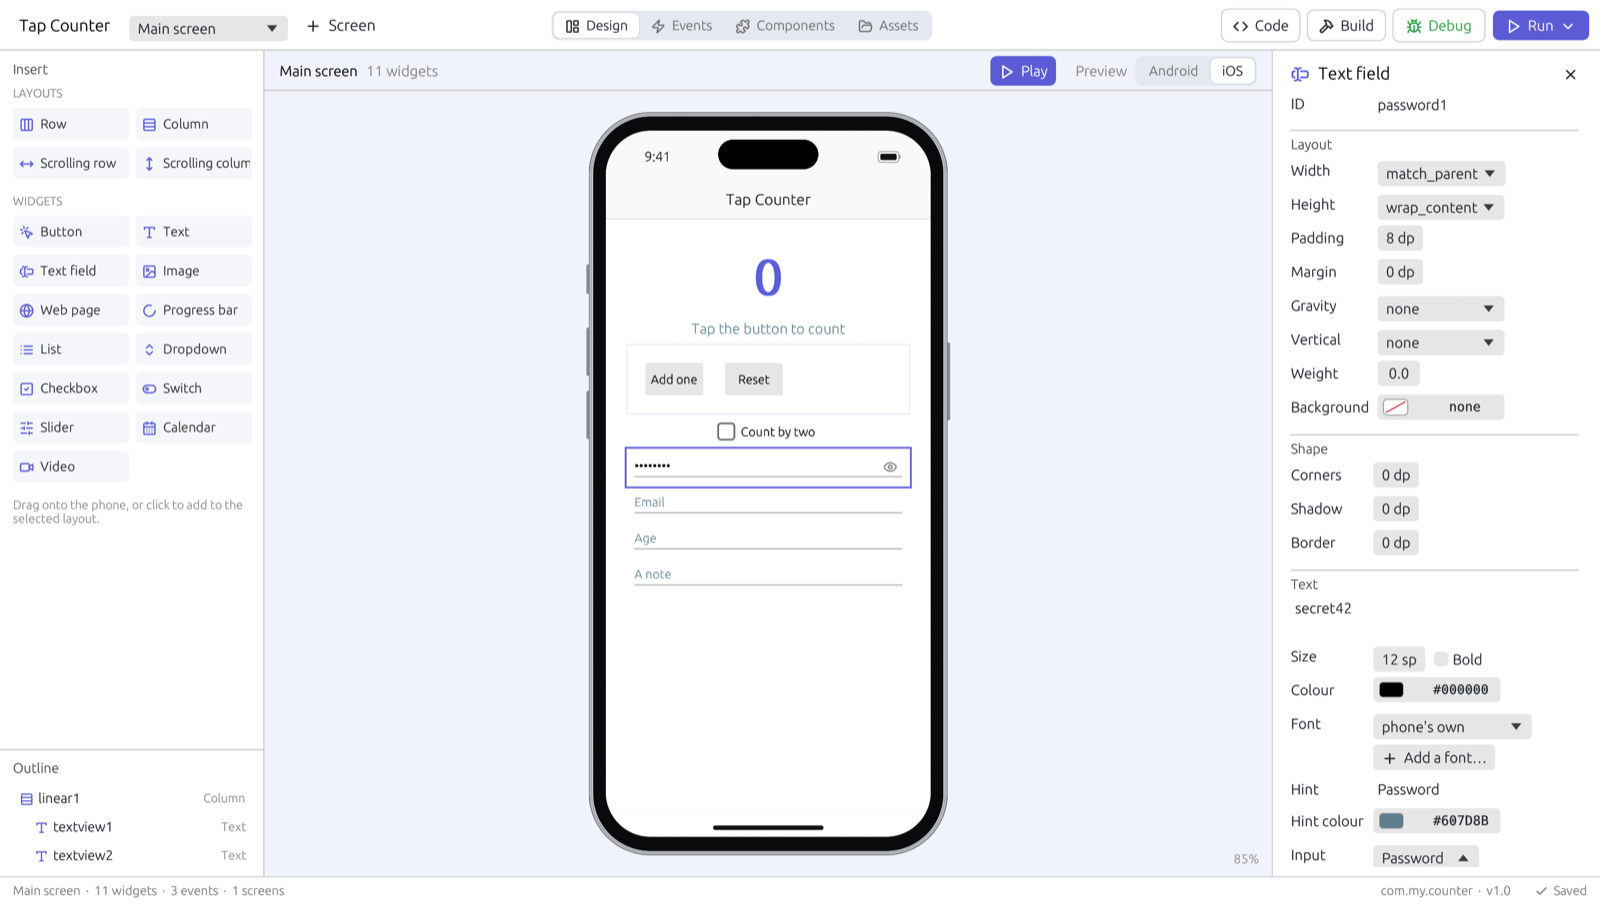 Tap Counter
Main screen
Screen
Design
Events
Components
Assets
Code
Build
Debug
Run
Insert
LAYOUTS
Row
Column
Scrolling row
Scrolling colum
WIDGETS
Button
Text
Text field
Image
Web page
Progress bar
List
Dropdown
Checkbox
Switch
Slider
Calendar
Video
Drag onto the phone, or click to add to the
selected layout.
Outline
linear1 Column
textview1 Text
textview2 Text
Main screen 11 widgets
Play
Preview
Android
iOS
9:41
Tap Counter
0
Tap the button to count
Add one
Reset
Count by two
••••••••
Email
Age
A note
85%
Text field
ID password1
Layout
Width match_parent
Height wrap_content
Padding 8 dp
Margin 0 dp
Gravity none
Vertical none
Weight 0.0
Background none
Shape
Corners 0 dp
Shadow 0 dp
Border 0 dp
Text
secret42
Size 12 sp Bold
Colour #000000
Font phone's own
+ Add a font...
Hint Password
Hint colour #607D8B
Input Password
Main screen · 11 widgets · 3 events · 1 screens
com.my.counter · v1.0
Saved